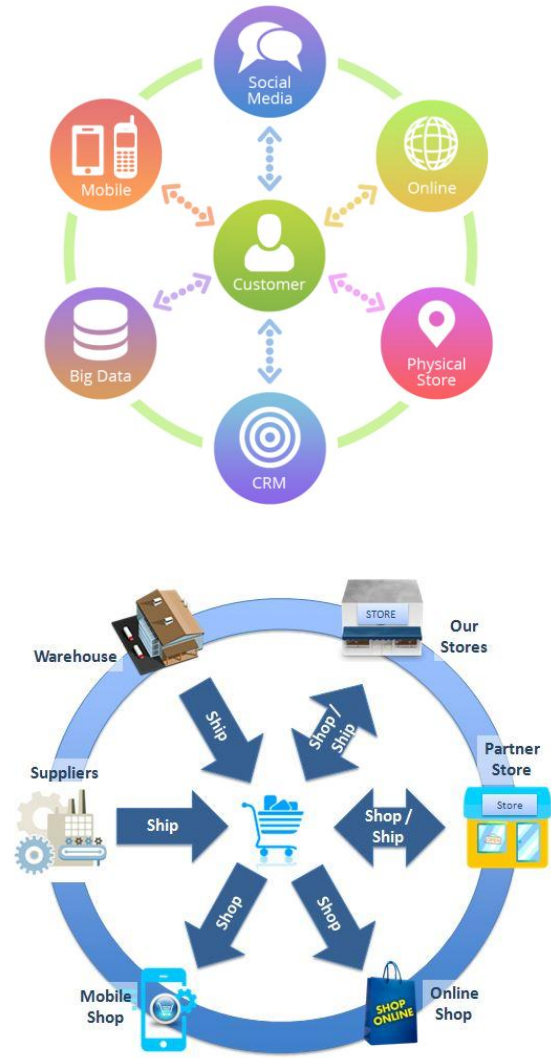 Social
Media
Mobile
Online
Customer
Big Data
Physical
Store
CRM
STORE
Our
Stores
Warehouse
Ship
Shop /
Ship
Partner
Store
Suppliers
Store
Ship
Shop /
Ship
Shop
Shop
Mobile
Shop
SHOP
ONLINE
Online
Shop